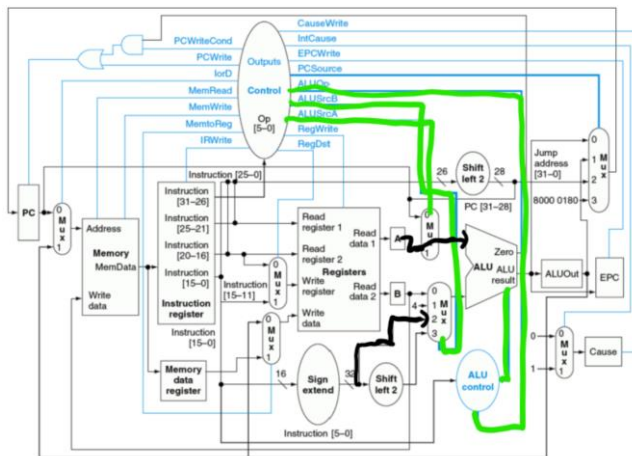 CauseWrite
IntCause
EPCWrite
PCSource
ALUOp
ALUSrcB
ALUSrcA
RegWrite
RegDst
PCWriteCond
PCWrite
IorD
MemRead
MemWrite
MemtoReg
IRWrite
Outputs
Control
Op
[5–0]
Instruction [25–0]
26
Shift
left 2
28
Jump
address
[31–0]
PC [31–28]
8000 0180
0
1
2
3
Mux
PC
0
Mux
1
Address
Memory
MemData
Write
data
Instruction
[31–26]
Instruction
[25–21]
Instruction
[20–16]
Instruction
[15–0]
Instruction
register
Instruction
[15–0]
Instruction
[15–11]
Memory
data
register
0
Mux
1
0
Mux
1
Read
register 1
Read
register 2
Registers
Write
register
Write
data
Read
data 1
Read
data 2
A
B
0
Mux
1
4
0
1
2
3
Mux
Zero
ALU
ALU
result
ALUOut
EPC
0
1
0
Mux
1
Cause
16
Sign
extend
32
Shift
left 2
ALU
control
Instruction [5–0]